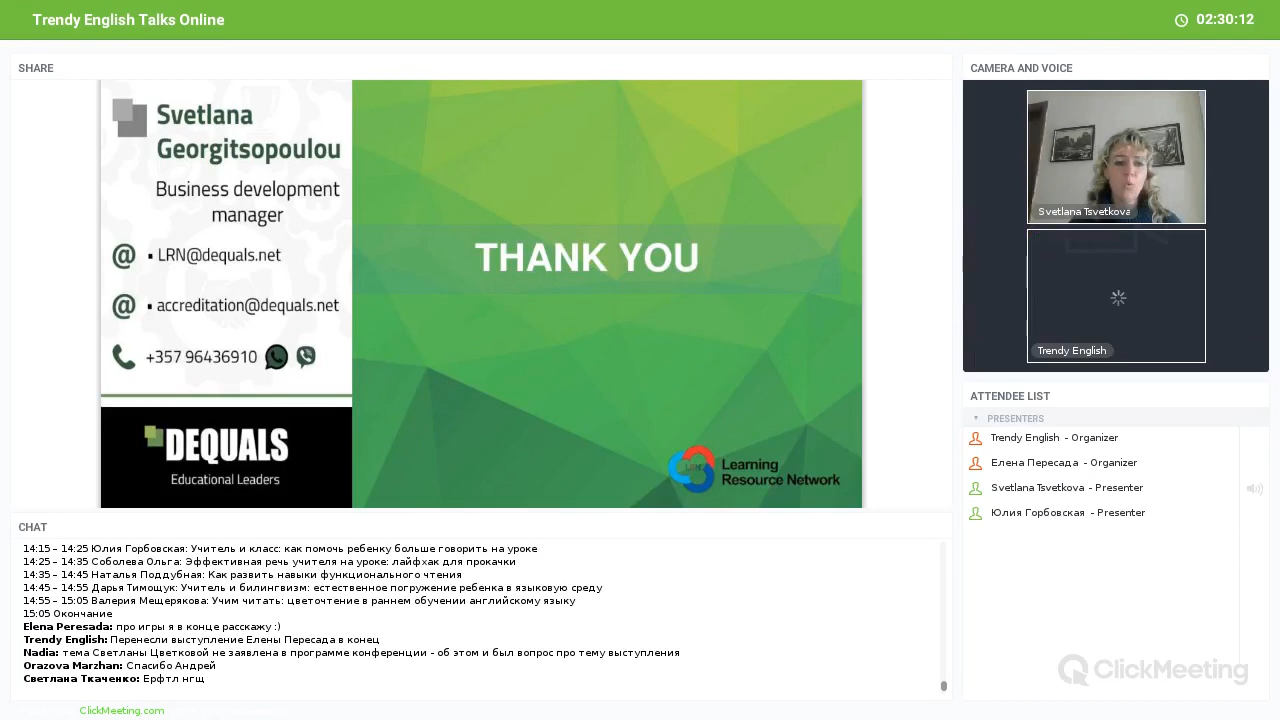 Trendy English Talks Online
02:30:12
SHARE
Svetlana
Georgitsopoulou
Business development
manager
@ ▪ LRN@dequals.net
@ ▪ accreditation@dequals.net
+357 96436910
DEQUALS
Educational Leaders
THANK YOU
LRN
Learning
Resource Network
CAMERA AND VOICE
Svetlana Tsvetkova
Trendy English
ATTENDEE LIST
PRESENTERS
Trendy English - Organizer
Елена Пересада - Organizer
Svetlana Tsvetkova - Presenter
Юлия Горбовская - Presenter
CHAT
14:15 – 14:25 Юлия Горбовская: Учитель и класс: как помочь ребенку больше говорить на уроке
14:25 – 14:35 Соболева Ольга: Эффективная речь учителя на уроке: лайфхак для прокачки
14:35 – 14:45 Наталья Поддубная: Как развить навыки функционального чтения
14:45 – 14:55 Дарья Тимощук: Учитель и билингвизм: естественное погружение ребенка в языковую среду
14:55 – 15:05 Валерия Мещерякова: Учим читать: цветочтение в раннем обучении английскому языку
15:05 Окончание
Elena Peresada: про игры я в конце расскажу :)
Trendy English: Перенесли выступление Елены Пересада в конец
Nadia: тема Светланы Цветковой не заявлена в программе конференции - об этом и был вопрос про тему выступления
Orazova Marzhan: Спасибо Андрей
Светлана Ткаченко: Ерфтл нгщ
ClickMeeting
ClickMeeting.com